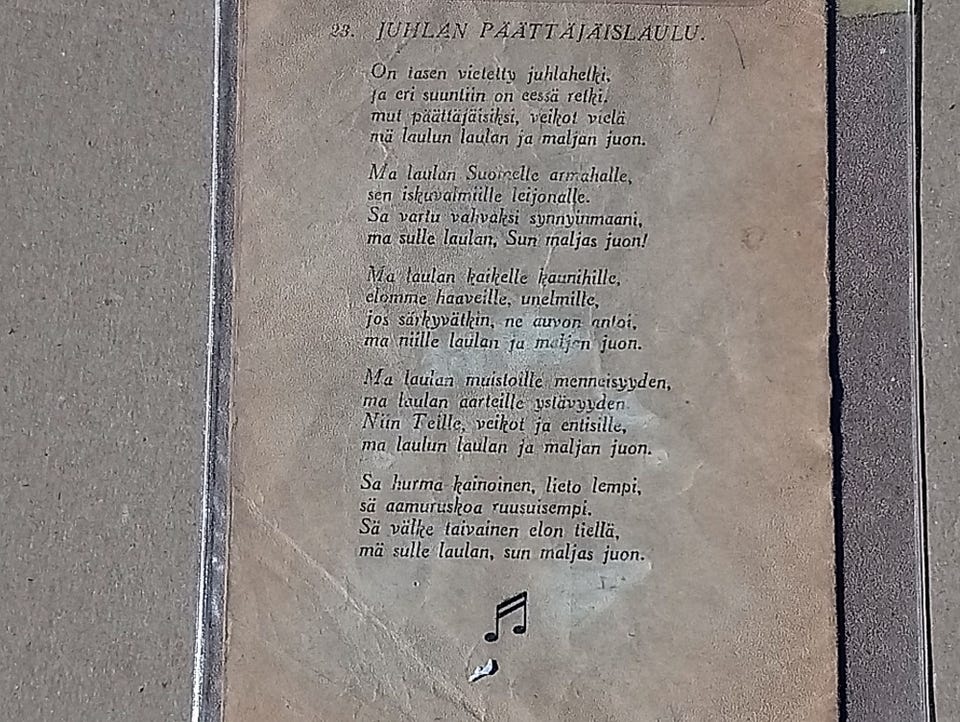 23. JUHLAN PÄÄTTÄJÄISLAULU.
On tasen vietetty juhlahetki,
ja eri suuntiin on eessä retki.
mut päättäjäisiksi, veikot vielä
mä laulun laulan ja maljan juon.
Ma laulan Suomelle armahalle,
sen iskuvalmiille leijonalle.
Sa vartu vahvaksi synnyinmaani,
ma sulle laulan, Sun maljas juon!
Ma laulan kaikelle kaunihille,
elomme haaveille, unelmille,
jos särkyvätkin, ne auvon antoi,
ma niille laulan ja maljan juon.
Ma laulan muistoille menneisyyden,
ma laulan aarteille ystävyyden.
Niin Teille, veikot ja entisille,
ma laulun laulan ja maljan juon.
Sa hurma kainoinen, lieto lempi,
sä aamuruskoa ruusuisempi.
Sä välke taivainen elon tiellä,
mä sulle laulan, sun maljas juon.